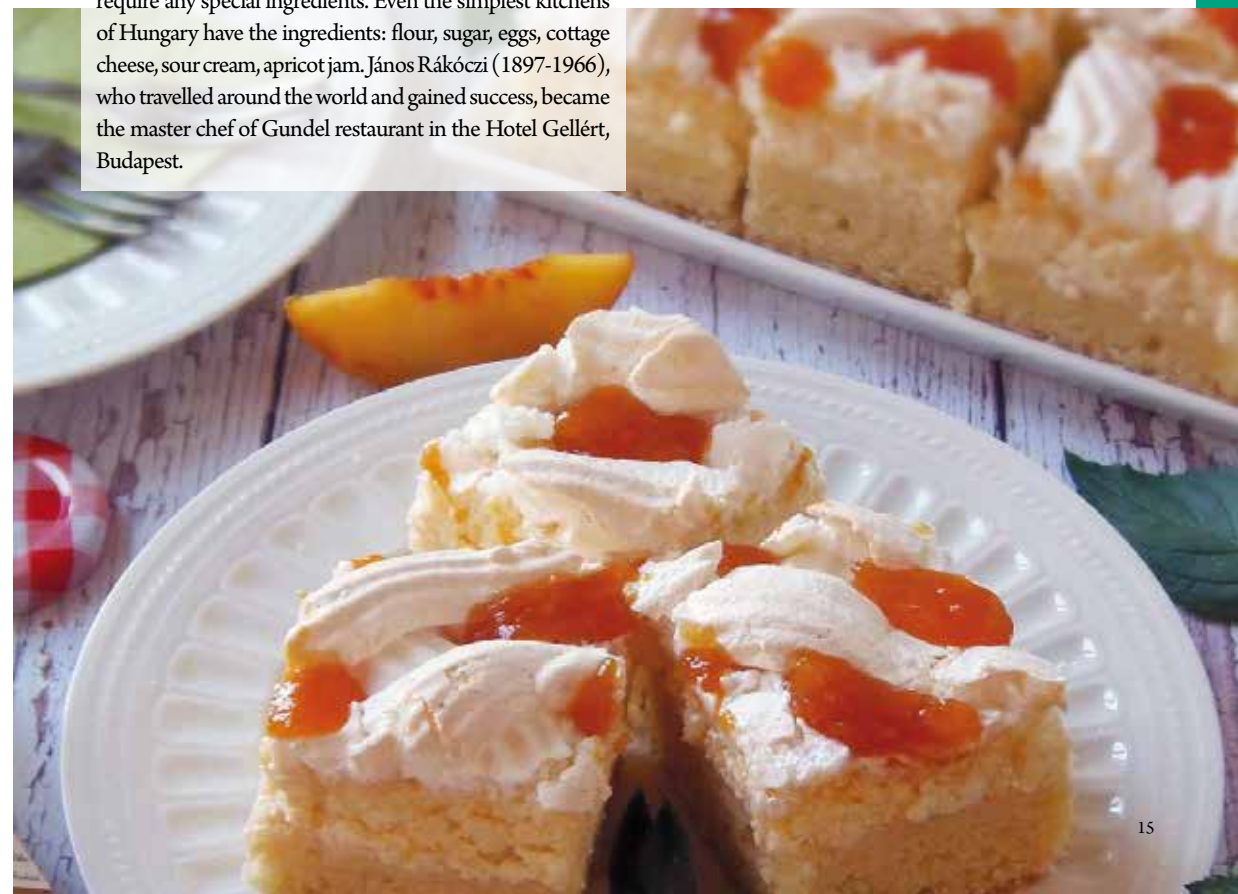 require any special ingredients. Even the simplest kitchens
of Hungary have the ingredients: flour, sugar, eggs, cottage
cheese, sour cream, apricot jam. János Rákóczi (1897-1966),
who travelled around the world and gained success, became
the master chef of Gundel restaurant in the Hotel Gellért,
Budapest.
15